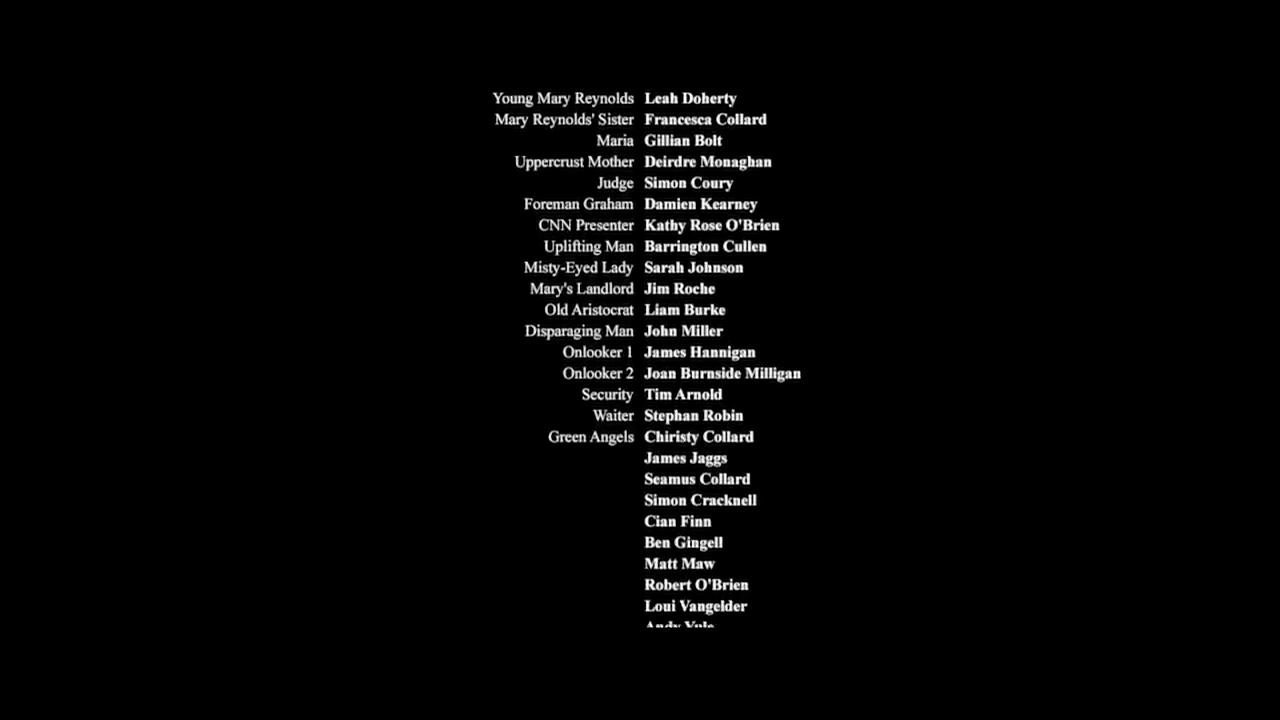 Young Mary Reynolds Leah Doherty
Mary Reynolds' Sister Francesca Collard
Maria Gillian Bolt
Uppercrust Mother Deirdre Monaghan
Judge Simon Coury
Foreman Graham Damien Kearney
CNN Presenter Kathy Rose O'Brien
Uplifting Man Barrington Cullen
Misty-Eyed Lady Sarah Johnson
Mary's Landlord Jim Roche
Old Aristocrat Liam Burke
Disparaging Man John Miller
Onlooker 1 James Hannigan
Onlooker 2 Joan Burnside Milligan
Security Tim Arnold
Waiter Stephan Robin
Green Angels Chiristy Collard
James Jaggs
Seamus Collard
Simon Cracknell
Cian Finn
Ben Gingell
Matt Maw
Robert O'Brien
Loui Vangelder
Andy